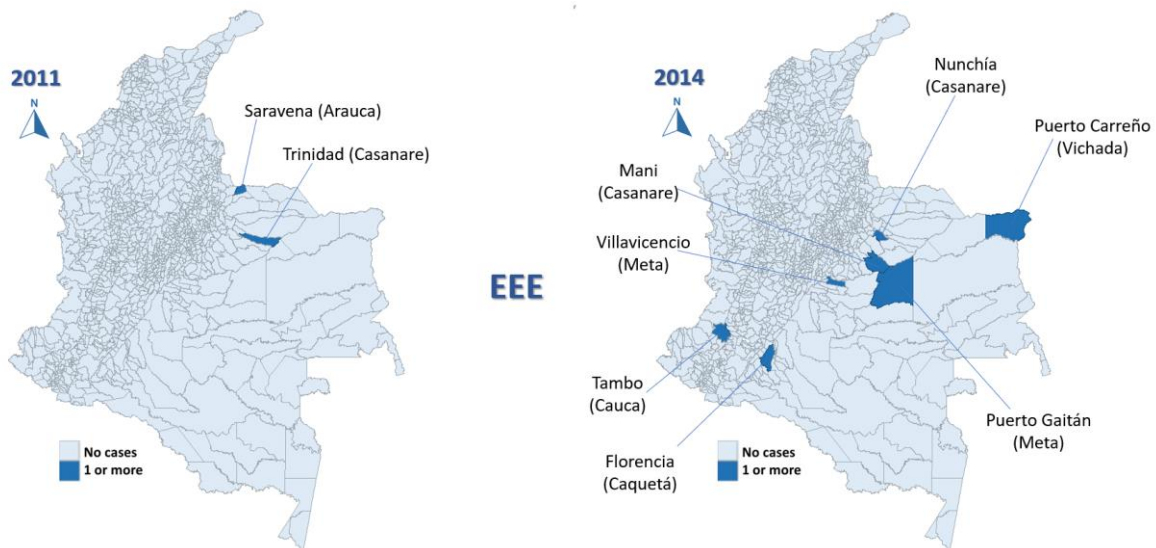 2011
N
Saravena (Arauca)
Trinidad (Casanare)
No cases
1 or more
EEE
2014
N
Nunchía
(Casanare)
Puerto Carreño
(Vichada)
Mani
(Casanare)
Villavicencio
(Meta)
Tambo
(Cauca)
Puerto Gaitán
(Meta)
Florencia
(Caquetá)
No cases
1 or more